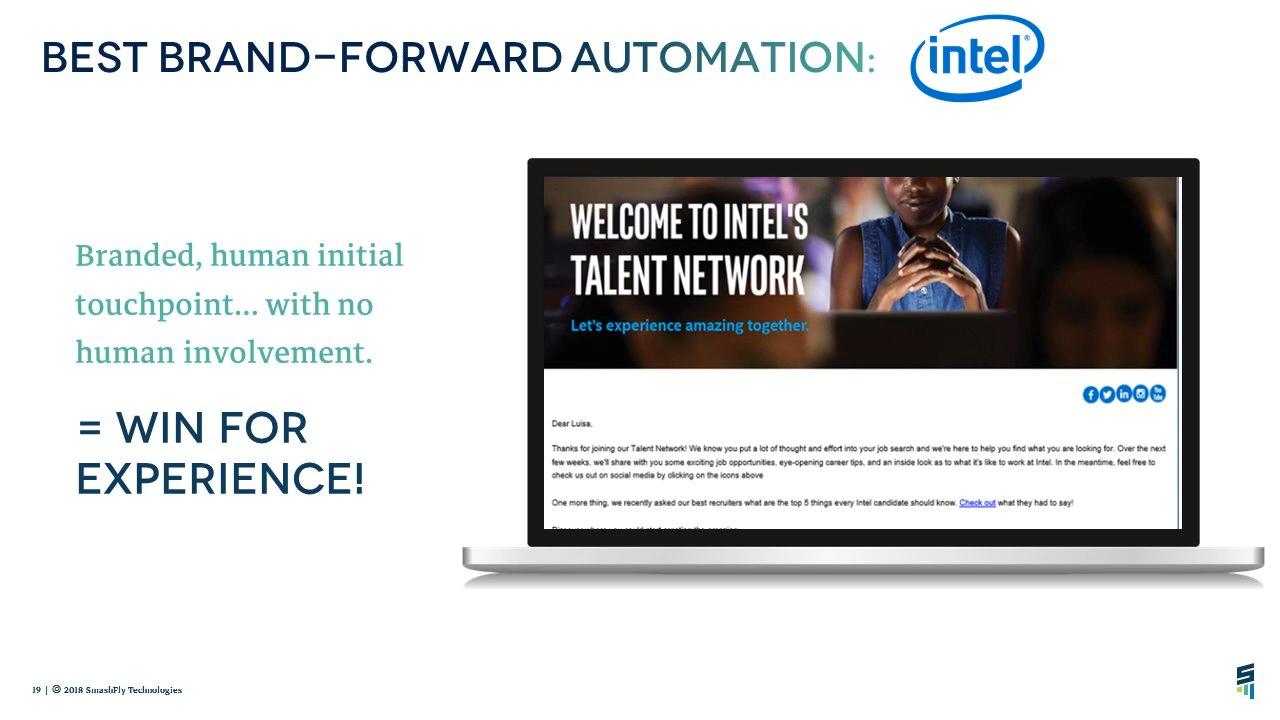 BEST BRAND-FORWARD AUTOMATION:
intel®
Branded, human initial
touchpoint... with no
human involvement.
= WIN FOR
EXPERIENCE!
WELCOME TO INTEL'S
TALENT NETWORK
Let's experience amazing together.
Dear Luisa,
Thanks for joining our Talent Network! We know you put a lot of thought and effort into your job search and we're here to help you find what you are looking for. Over the next
few weeks, we'll share with you some exciting job opportunities, eye-opening career tips, and an inside look as to what it's like to work at Intel. In the meantime, feel free to
check us out on social media by clicking on the icons above
One more thing, we recently asked our best recruiters what are the top 5 things every Intel candidate should know. Check out what they had to say!
19 | © 2018 SmashFly Technologies